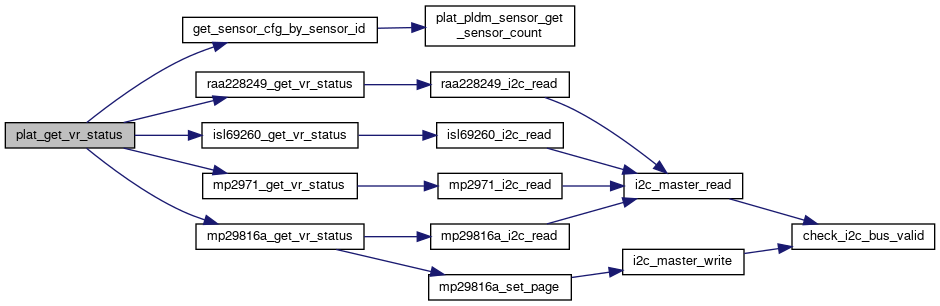 plat_get_vr_status
get_sensor_cfg_by_sensor_id
plat_pldm_sensor_get
_sensor_count
raa228249_get_vr_status
raa228249_i2c_read
isl69260_get_vr_status
isl69260_i2c_read
mp2971_get_vr_status
mp2971_i2c_read
mp29816a_get_vr_status
mp29816a_i2c_read
mp29816a_set_page
i2c_master_read
i2c_master_write
check_i2c_bus_valid